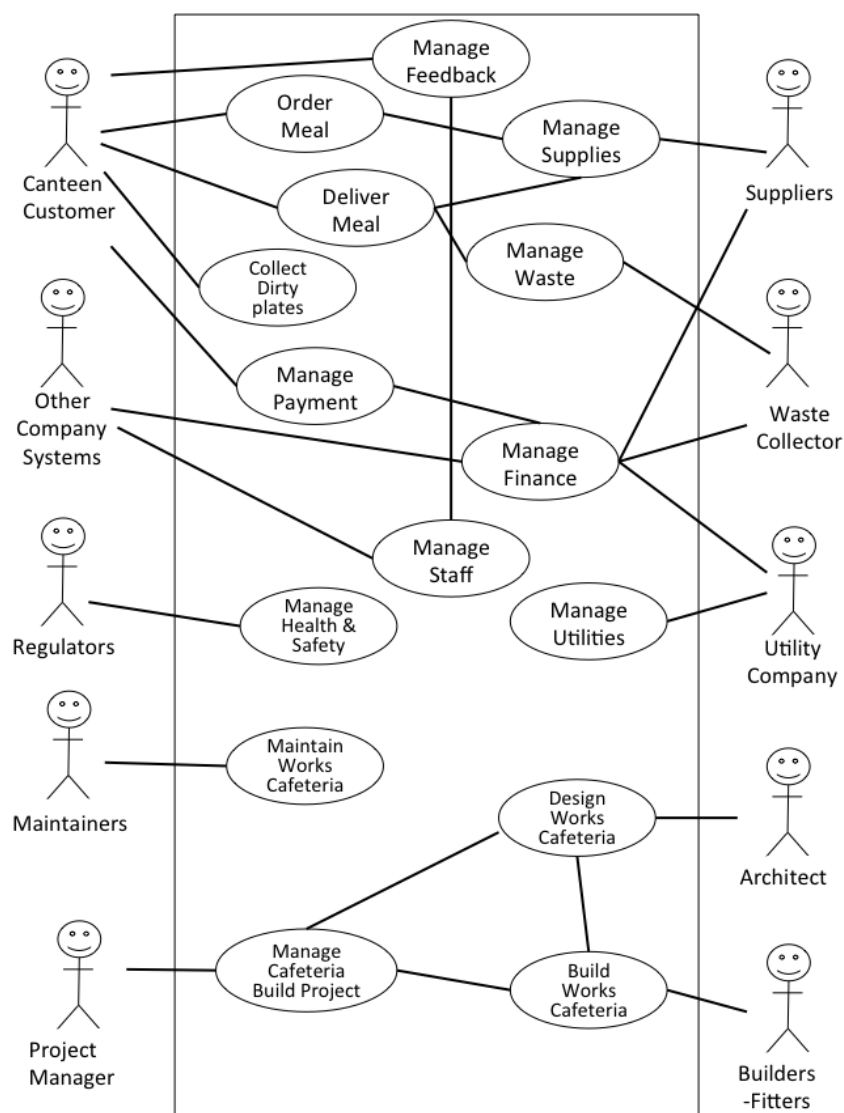 Manage
Feedback
Order
Meal
Manage
Supplies
Canteen
Customer
Suppliers
Deliver
Meal
Manage
Waste
Collect
Dirty
plates
Manage
Payment
Other
Company
Systems
Waste
Collector
Manage
Finance
Manage
Staff
Manage
Health &
Safety
Manage
Utilities
Regulators
Utility
Company
Maintain
Works
Cafeteria
Maintainers
Design
Works
Cafeteria
Architect
Manage
Cafeteria
Build Project
Build
Works
Cafeteria
Project
Manager
Builders
-Fitters